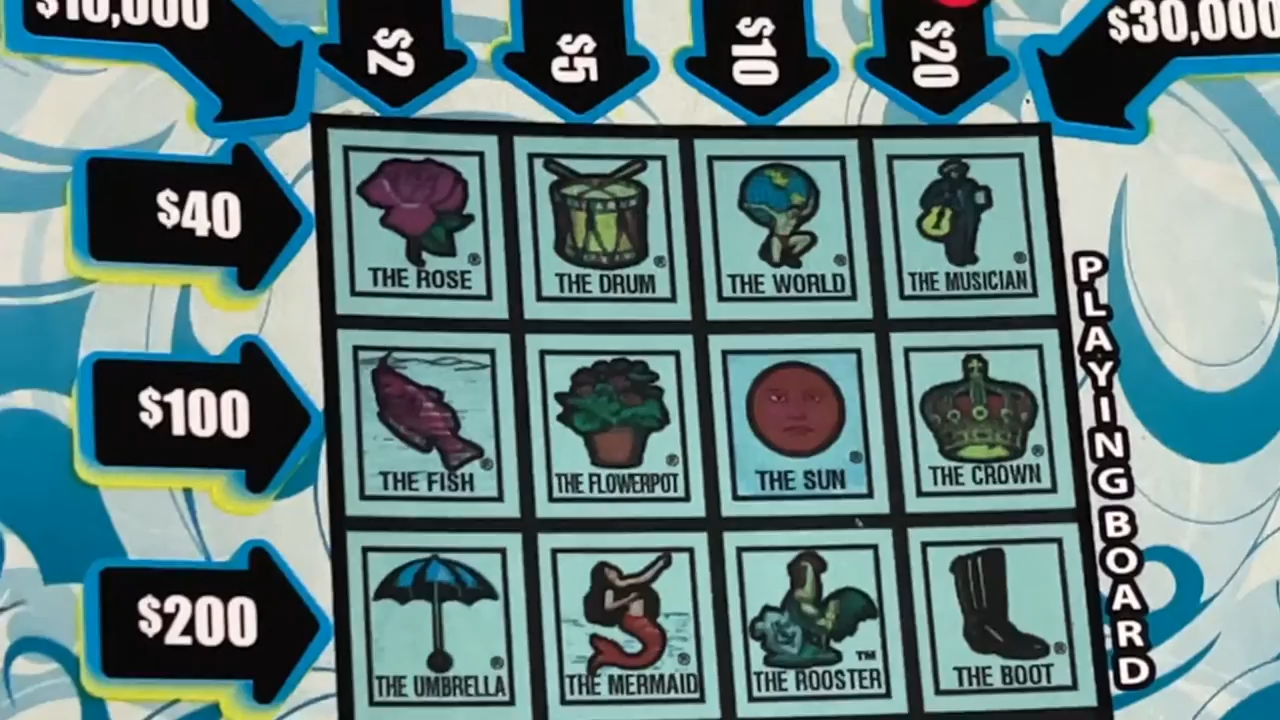 $10,000 $2 $5 $10 $20 $30,000
$40
THE ROSE® THE DRUM® THE WORLD® THE MUSICIAN®
$100
THE FISH® THE FLOWERPOT® THE SUN® THE CROWN®
$200
THE UMBRELLA® THE MERMAID® THE ROOSTER™ THE BOOT®
PLAYING BOARD